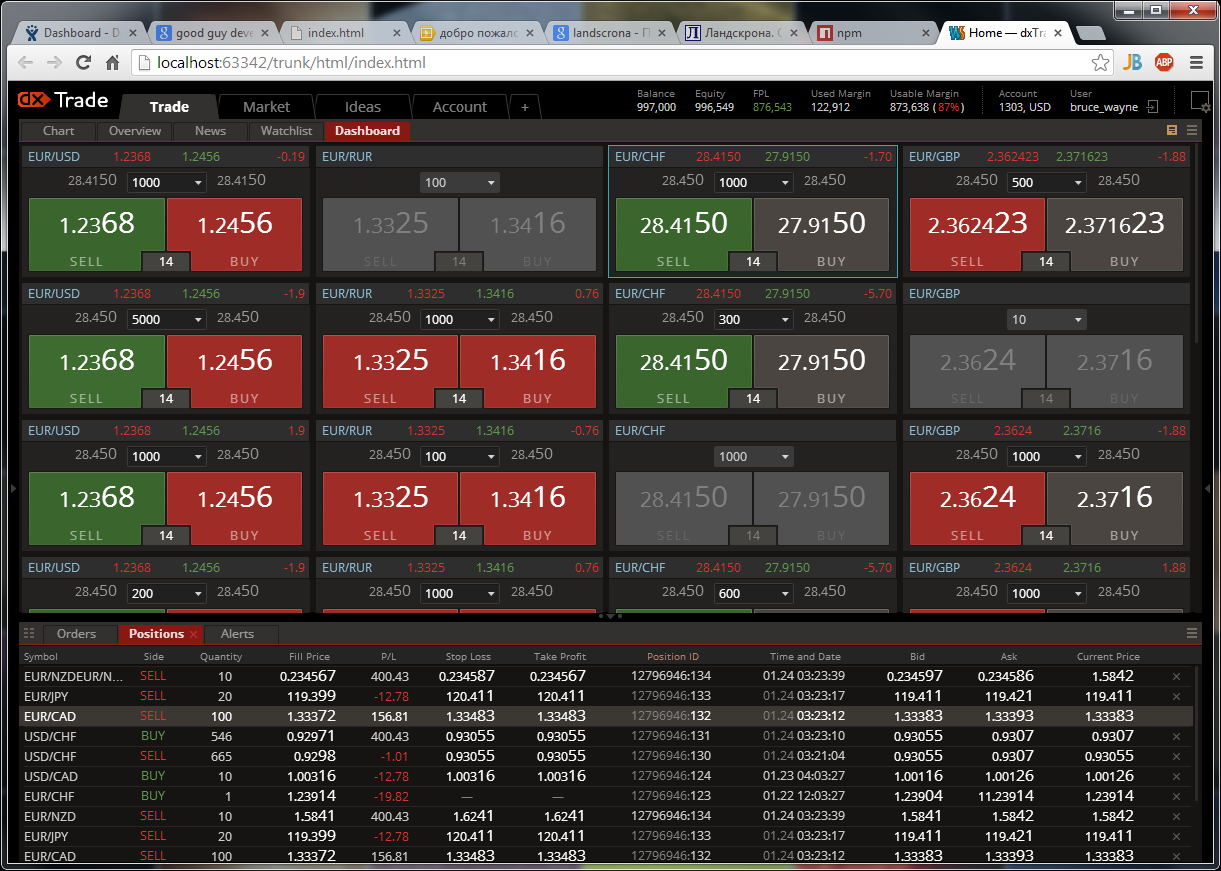 Dashboard - D
good guy deve
index.html
добро пожало
landscrona - П
Ландскрона. О
npm
Home — dxTra
localhost:63342/trunk/html/index.html
JB ABP
dx Trade
Trade Market Ideas Account +
Balance Equity FPL Used Margin Usable Margin Account User
997,000 996,549 876,543 122,912 873,638 (87%) 1303, USD bruce_wayne
Chart Overview News Watchlist Dashboard
EUR/USD 1.2368 1.2456 -0.19 EUR/RUR EUR/CHF 28.4150 27.9150 -1.70 EUR/GBP 2.362423 2.371623 -1.88
28.4150 1000 28.4150 100 28.450 1000 28.450 28.450 500 28.450
1.2368 1.2456 1.3325 1.3416 28.4150 27.9150 2.362423 2.371623
SELL 14 BUY SELL 14 BUY SELL 14 BUY SELL 14 BUY
EUR/USD 1.2368 1.2456 -1.9 EUR/RUR 1.3325 1.3416 0.76 EUR/CHF 28.4150 27.9150 -5.70 EUR/GBP
28.450 5000 28.450 28.450 1000 28.450 28.450 300 28.450 10
1.2368 1.2456 1.3325 1.3416 28.4150 27.9150 2.3624 2.3716
SELL 14 BUY SELL 14 BUY SELL 14 BUY SELL 14 BUY
EUR/USD 1.2368 1.2456 1.9 EUR/RUR 1.3325 1.3416 -0.76 EUR/CHF EUR/GBP 2.3624 2.3716 -1.88
28.450 1000 28.450 28.450 100 28.450 1000 28.450 1000 28.450
1.2368 1.2456 1.3325 1.3416 28.4150 27.9150 2.3624 2.3716
SELL 14 BUY SELL 14 BUY SELL 14 BUY SELL 14 BUY
EUR/USD 1.2368 1.2456 -1.9 EUR/RUR 1.3325 1.3416 0.76 EUR/CHF 28.4150 27.9150 -5.70 EUR/GBP 2.3624 2.3716 1.88
28.450 200 28.450 28.450 1000 28.450 28.450 600 28.450 28.450 1000 28.450
Orders Positions Alerts
Symbol Side Quantity Fill Price P/L Stop Loss Take Profit Position ID Time and Date Bid Ask Current Price
EUR/NZDEUR/N... SELL 10 0.234567 400.43 0.234587 0.234567 12796946:134 01.24 03:23:39 0.234597 0.234586 1.5842
EUR/JPY SELL 20 119.399 -12.78 120.411 120.411 12796946:133 01.24 03:23:17 119.411 119.421 119.411
EUR/CAD SELL 100 1.33372 156.81 1.33483 1.33483 12796946:132 01.24 03:23:12 1.33383 1.33393 1.33383
USD/CHF BUY 546 0.92971 400.43 0.93055 0.93055 12796946:131 01.24 03:23:10 0.93055 0.9307 0.9307
USD/CHF SELL 665 0.9298 -1.01 0.93055 0.93055 12796946:130 01.24 03:21:04 0.93055 0.9307 0.93055
USD/CAD BUY 10 1.00316 -12.78 1.00316 1.00316 12796946:124 01.23 04:03:27 1.00116 1.00126 1.00126
EUR/CHF BUY 1 1.23914 -19.82 — — 12796946:123 01.22 12:03:27 1.23904 11.23914 1.23914
EUR/NZD SELL 10 1.5841 400.43 1.6241 1.6241 12796946:134 01.24 03:23:39 1.5841 1.5842 1.5842
EUR/JPY SELL 20 119.399 -12.78 120.411 120.411 12796946:133 01.24 03:23:17 119.411 119.421 119.411
EUR/CAD SELL 100 1.33372 156.81 1.33483 1.33483 12796946:132 01.24 03:23:12 1.33383 1.33393 1.33383